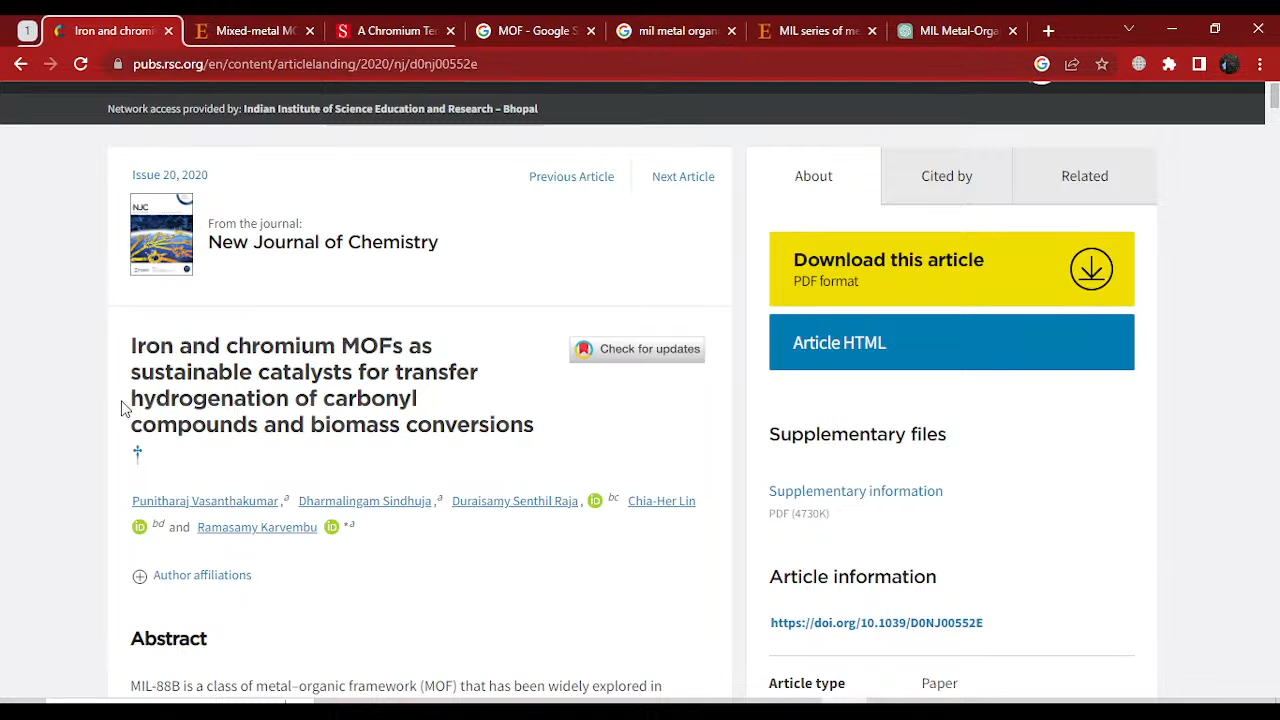 1
Iron and chromi
Mixed-metal MO
A Chromium Te
MOF - Google S
mil metal organ
MIL series of me
MIL Metal-Orga
pubs.rsc.org/en/content/articlelanding/2020/nj/d0nj00552e
Network access provided by: Indian Institute of Science Education and Research – Bhopal
Issue 20, 2020
Previous Article
Next Article
NJC
From the journal:
New Journal of Chemistry
Iron and chromium MOFs as
sustainable catalysts for transfer
hydrogenation of carbonyl
compounds and biomass conversions
†
Check for updates
Punitharaj Vasanthakumar,a Dharmalingam Sindhuja,a Duraisamy Senthil Raja, iD bc Chia-Her Lin
iD bd and Ramasamy Karvembu iD *a
Author affiliations
Abstract
MIL-88B is a class of metal–organic framework (MOF) that has been widely explored in
About
Cited by
Related
Download this article
PDF format
Article HTML
Supplementary files
Supplementary information
PDF (4730K)
Article information
https://doi.org/10.1039/D0NJ00552E
Article type Paper